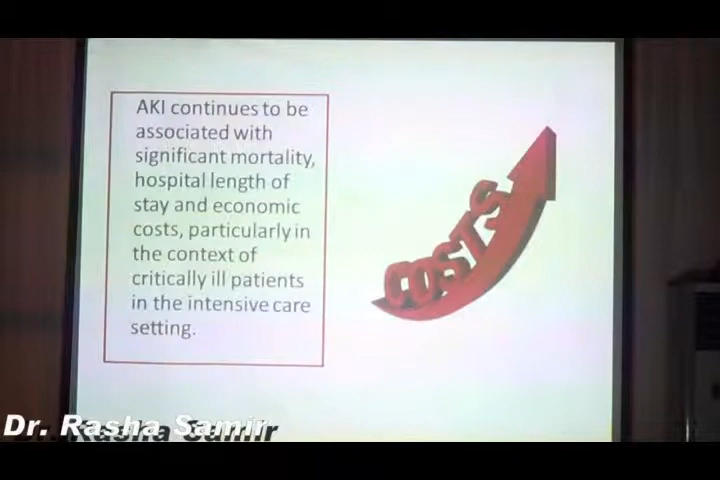 AKI continues to be
associated with
significant mortality,
hospital length of
stay and economic
costs, particularly in
the context of
critically ill patients
in the intensive care
setting.
COSTS
Dr. Rasha Samir